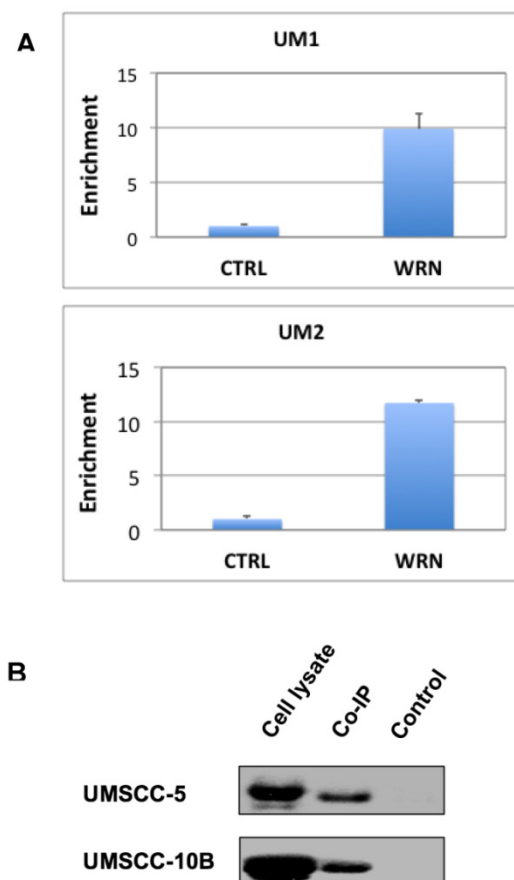 A
UM1
15
10
5
0
Enrichment
CTRL WRN
UM2
15
10
5
0
Enrichment
CTRL WRN
B
Cell lysate Co-IP Control
UMSCC-5
UMSCC-10B